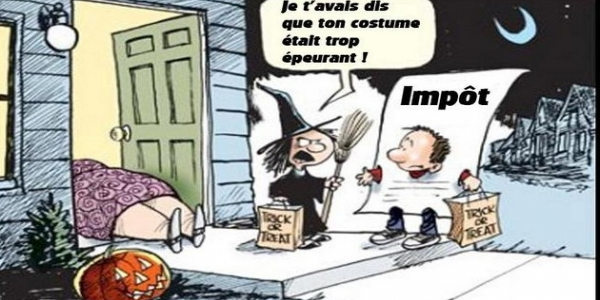 Je t'avais dis
que ton costume
était trop
épeurant !
Impôt
TRICK
OR
TREAT
TRICK
OR
TREAT